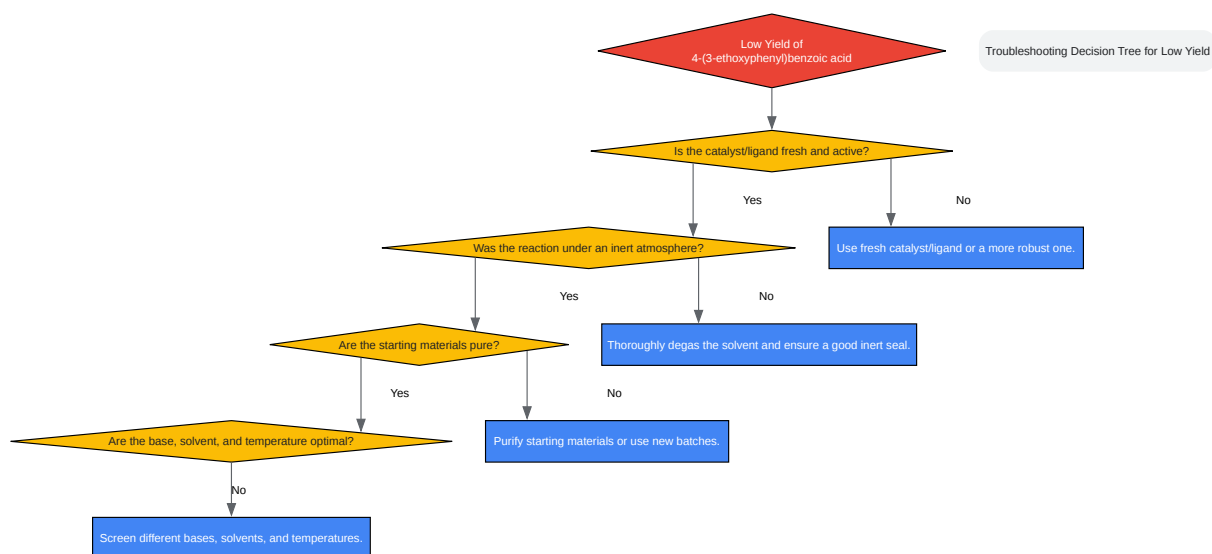 Low Yield of
4-(3-ethoxyphenyl)benzoic acid
Troubleshooting Decision Tree for Low Yield
Is the catalyst/ligand fresh and active?
Yes
No
Was the reaction under an inert atmosphere?
Use fresh catalyst/ligand or a more robust one.
Yes
No
Are the starting materials pure?
Thoroughly degas the solvent and ensure a good inert seal.
Yes
No
Are the base, solvent, and temperature optimal?
Purify starting materials or use new batches.
No
Screen different bases, solvents, and temperatures.